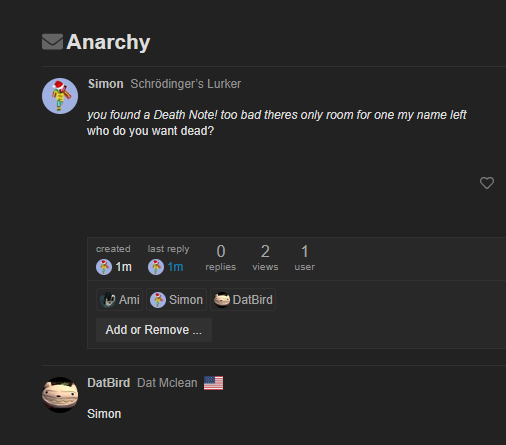 Anarchy
Simon Schrödinger's Lurker
you found a Death Note! too bad theres only room for one my name left
who do you want dead?
created last reply 0 2 1
1m 1m replies views user
Ami Simon DatBird
Add or Remove ...
DatBird Dat Mclean
Simon